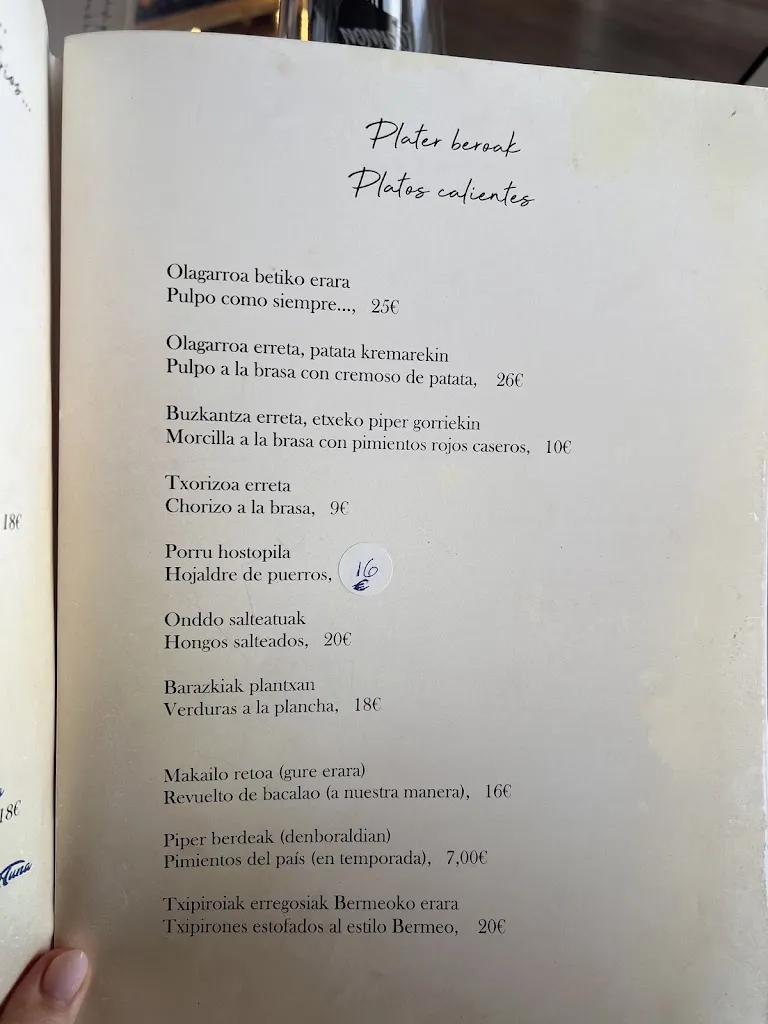 18€
18€
Atuna
Plater beroak
Platos calientes
Olagarroa betiko erara
Pulpo como siempre..., 25€
Olagarroa erreta, patata kremarekin
Pulpo a la brasa con cremoso de patata, 26€
Buzkantza erreta, etxeko piper gorriekin
Morcilla a la brasa con pimientos rojos caseros, 10€
Txorizoa erreta
Chorizo a la brasa, 9€
Porru hostopila
Hojaldre de puerros, 16
€
Onddo salteatuak
Hongos salteados, 20€
Barazkiak plantxan
Verduras a la plancha, 18€
Makailo retoa (gure erara)
Revuelto de bacalao (a nuestra manera), 16€
Piper berdeak (denboraldian)
Pimientos del país (en temporada), 7,00€
Txipiroiak erregosiak Bermeoko erara
Txipirones estofados al estilo Bermeo, 20€